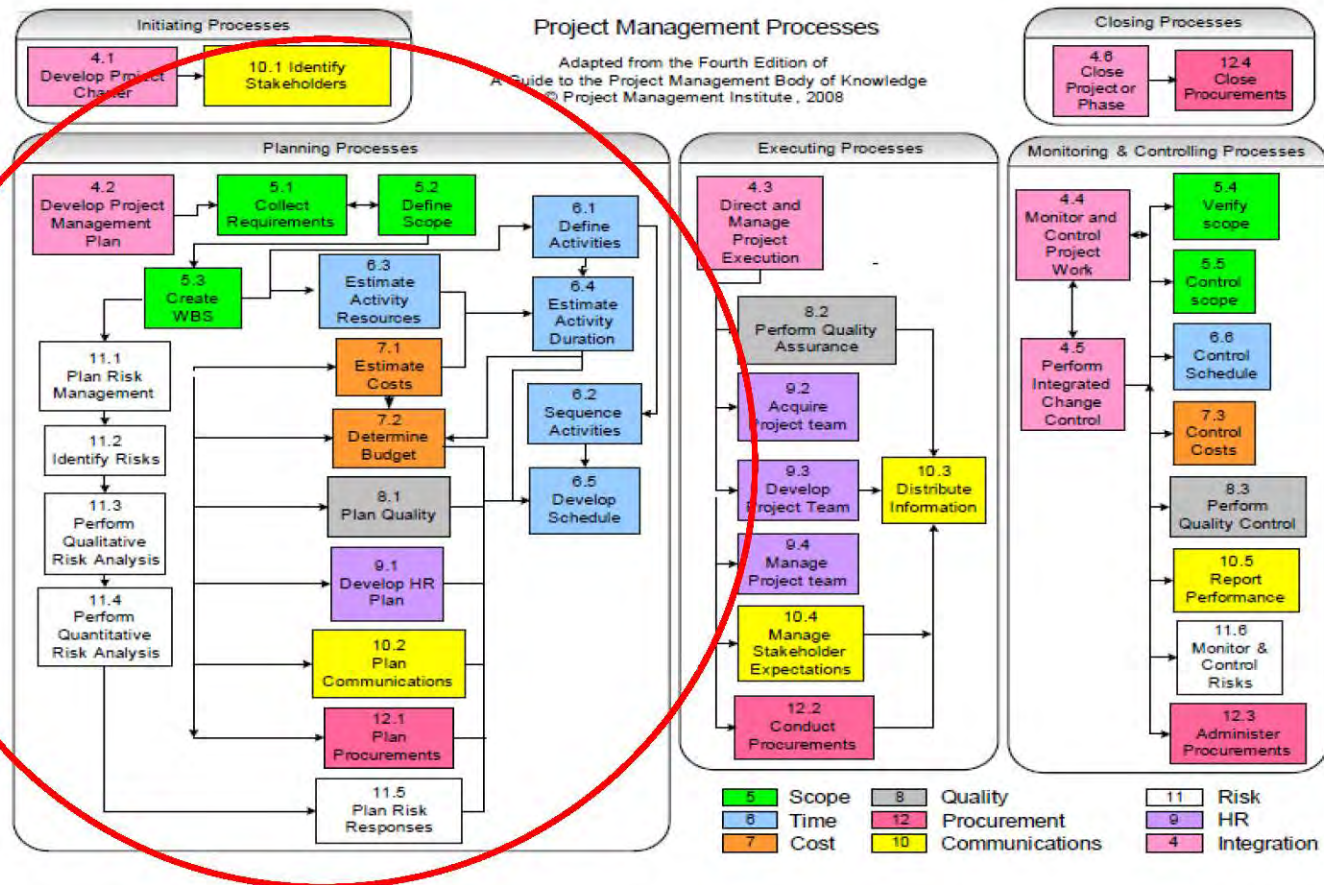 Initiating Processes
4.1
Develop Project
Charter
10.1 Identify
Stakeholders
Project Management Processes
Adapted from the Fourth Edition of
A Guide to the Project Management Body of Knowledge
© Project Management Institute, 2008
Closing Processes
4.6
Close
Project or
Phase
12.4
Close
Procurements
Planning Processes
4.2
Develop Project
Management
Plan
5.1
Collect
Requirements
5.2
Define
Scope
6.1
Define
Activities
5.3
Create
WBS
6.3
Estimate
Activity
Resources
6.4
Estimate
Activity
Duration
11.1
Plan Risk
Management
7.1
Estimate
Costs
11.2
Identify Risks
7.2
Determine
Budget
6.2
Sequence
Activities
11.3
Perform
Qualitative
Risk Analysis
8.1
Plan Quality
6.5
Develop
Schedule
11.4
Perform
Quantitative
Risk Analysis
9.1
Develop HR
Plan
10.2
Plan
Communications
12.1
Plan
Procurements
11.5
Plan Risk
Responses
Executing Processes
4.3
Direct and
Manage
Project
Execution
-
8.2
Perform Quality
Assurance
9.2
Acquire
Project team
9.3
Develop
Project Team
10.3
Distribute
Information
9.4
Manage
Project team
10.4
Manage
Stakeholder
Expectations
12.2
Conduct
Procurements
Monitoring & Controlling Processes
4.4
Monitor and
Control
Project
Work
5.4
Verify
scope
5.5
Control
scope
4.5
Perform
Integrated
Change
Control
6.6
Control
Schedule
7.3
Control
Costs
8.3
Perform
Quality Control
10.5
Report
Performance
11.6
Monitor &
Control
Risks
12.3
Administer
Procurements
5 Scope
6 Time
7 Cost
8 Quality
12 Procurement
10 Communications
11 Risk
9 HR
4 Integration